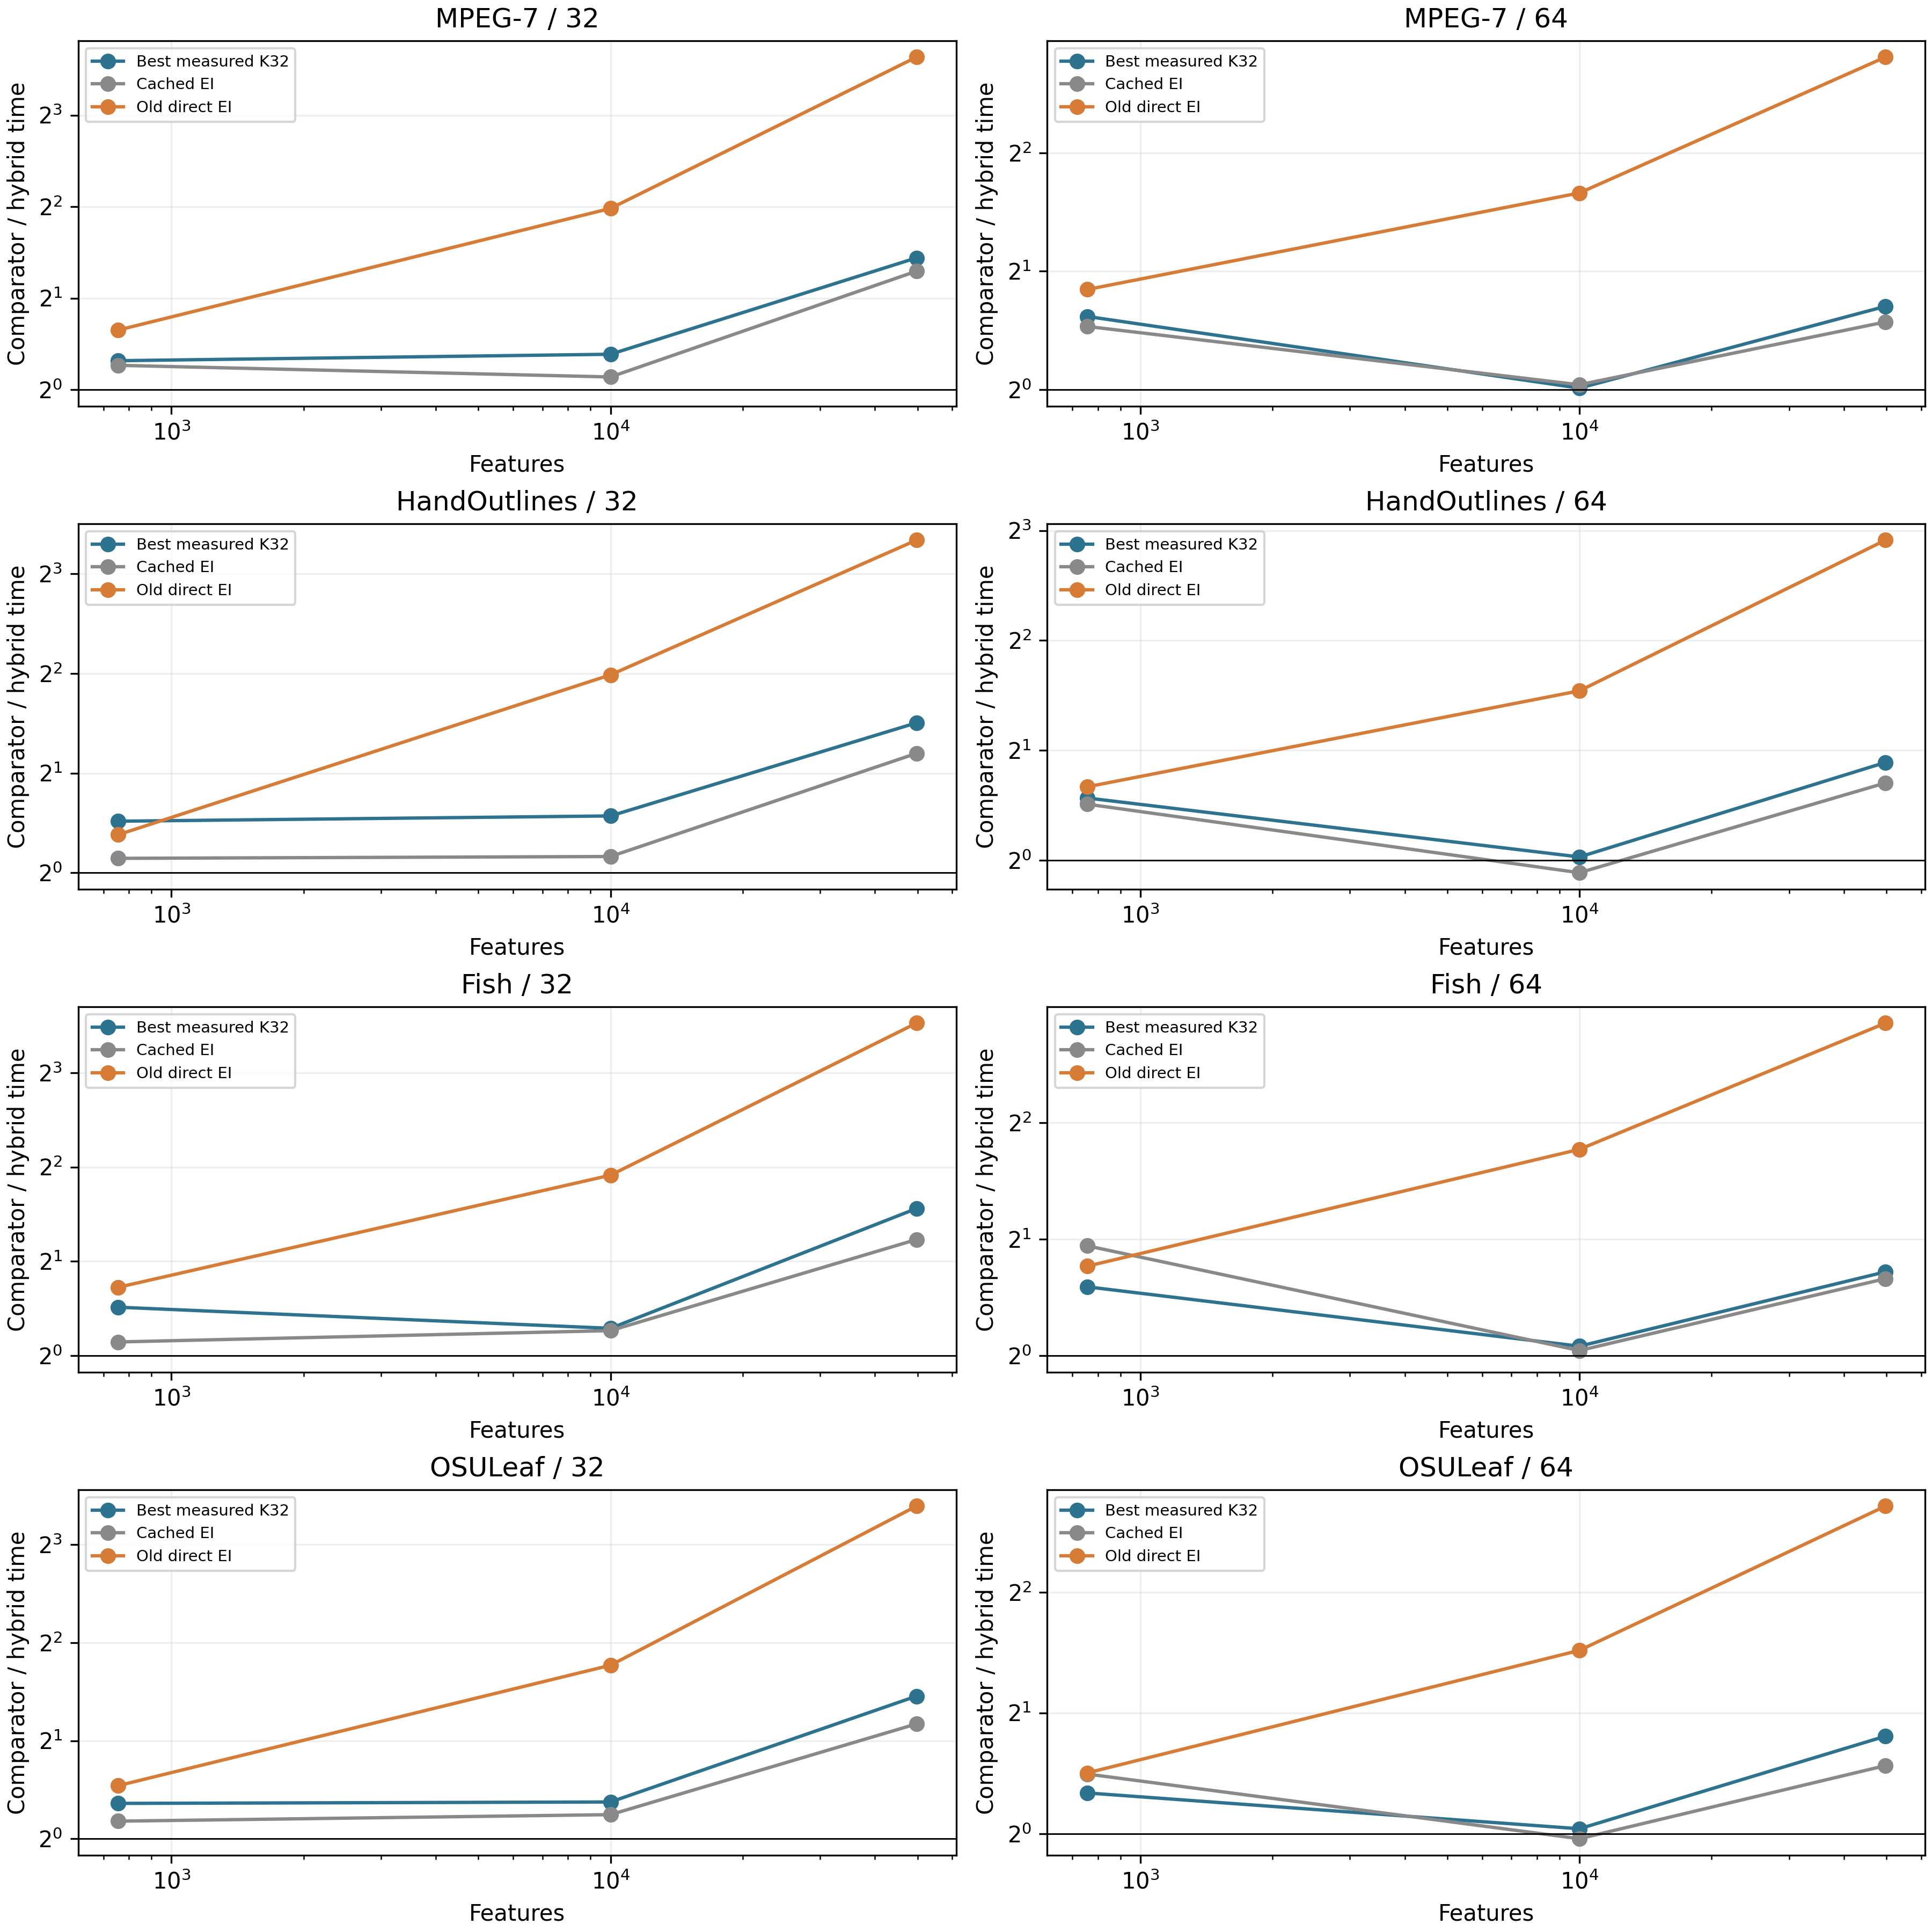 MPEG-7 / 32
Comparator / hybrid time
2³
2²
2¹
2⁰
Best measured K32
Cached EI
Old direct EI
10³
10⁴
Features
MPEG-7 / 64
Comparator / hybrid time
2²
2¹
2⁰
Best measured K32
Cached EI
Old direct EI
10³
10⁴
Features
HandOutlines / 32
Comparator / hybrid time
2³
2²
2¹
2⁰
Best measured K32
Cached EI
Old direct EI
10³
10⁴
Features
HandOutlines / 64
Comparator / hybrid time
2³
2²
2¹
2⁰
Best measured K32
Cached EI
Old direct EI
10³
10⁴
Features
Fish / 32
Comparator / hybrid time
2³
2²
2¹
2⁰
Best measured K32
Cached EI
Old direct EI
10³
10⁴
Features
Fish / 64
Comparator / hybrid time
2²
2¹
2⁰
Best measured K32
Cached EI
Old direct EI
10³
10⁴
Features
OSULeaf / 32
Comparator / hybrid time
2³
2²
2¹
2⁰
Best measured K32
Cached EI
Old direct EI
10³
10⁴
Features
OSULeaf / 64
Comparator / hybrid time
2²
2¹
2⁰
Best measured K32
Cached EI
Old direct EI
10³
10⁴
Features